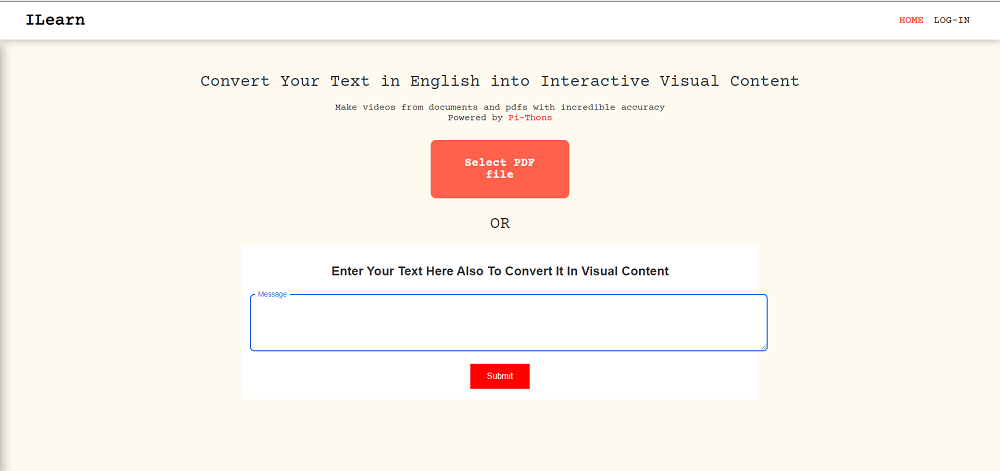 ILearn
HOME LOG-IN
Convert Your Text in English into Interactive Visual Content
Make videos from documents and pdfs with incredible accuracy
Powered by Pi-Thons
Select PDF
file
OR
Enter Your Text Here Also To Convert It In Visual Content
Message
Submit